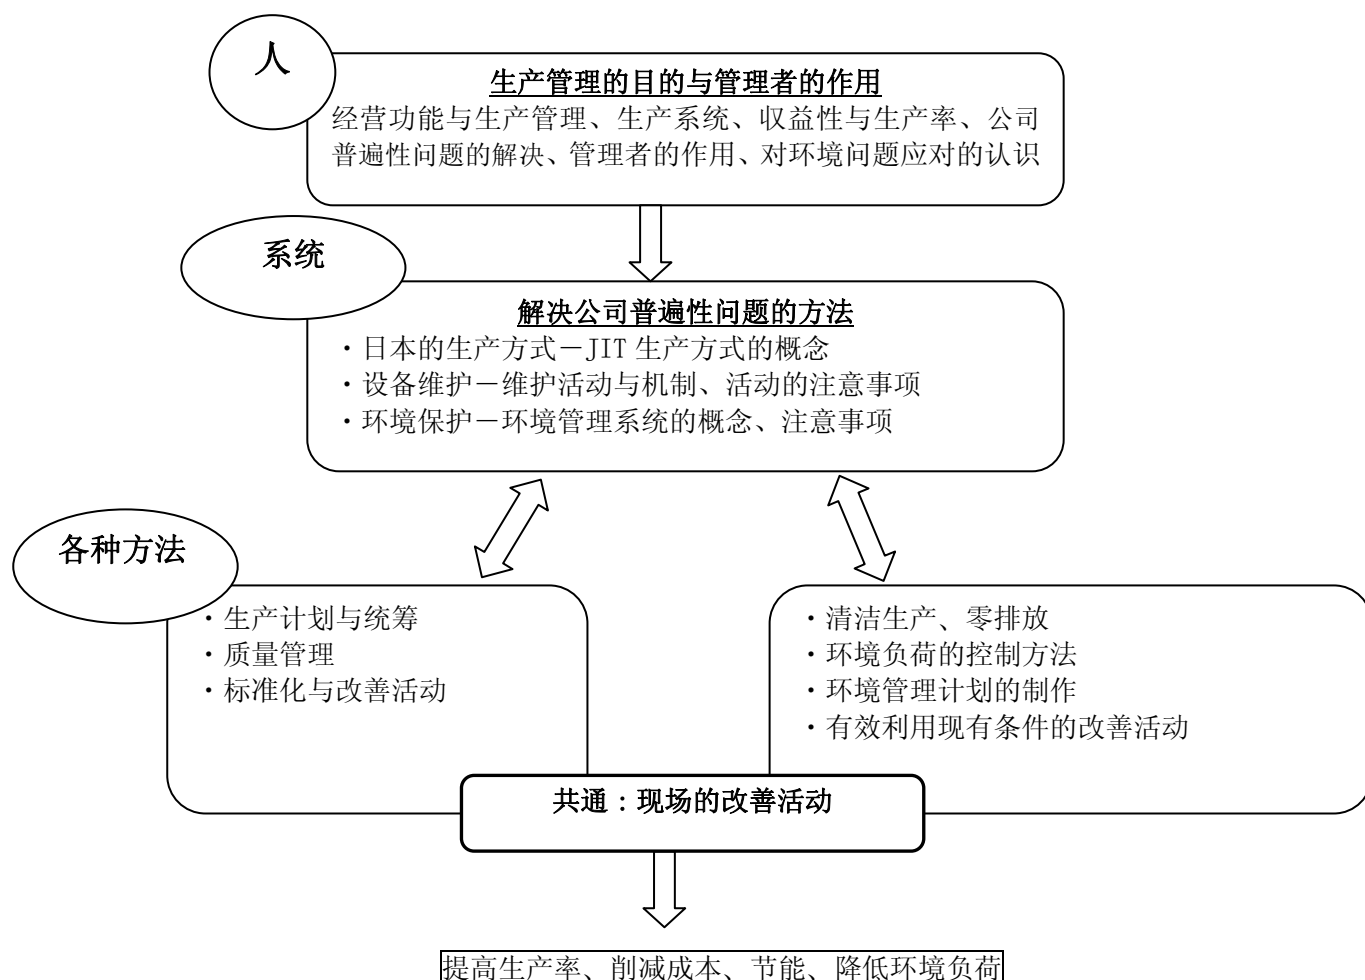 人
生产管理的目的与管理者的作用
经营功能与生产管理、生产系统、收益性与生产率、公司
普遍性问题的解决、管理者的作用、对环境问题应对的认识
系统
解决公司普遍性问题的方法
・日本的生产方式－JIT 生产方式的概念
・设备维护－维护活动与机制、活动的注意事项
・环境保护－环境管理系统的概念、注意事项
各种方法
・生产计划与统筹
・质量管理
・标准化与改善活动
・清洁生产、零排放
・环境负荷的控制方法
・环境管理计划的制作
・有效利用现有条件的改善活动
共通：现场的改善活动
提高生产率、削减成本、节能、降低环境负荷